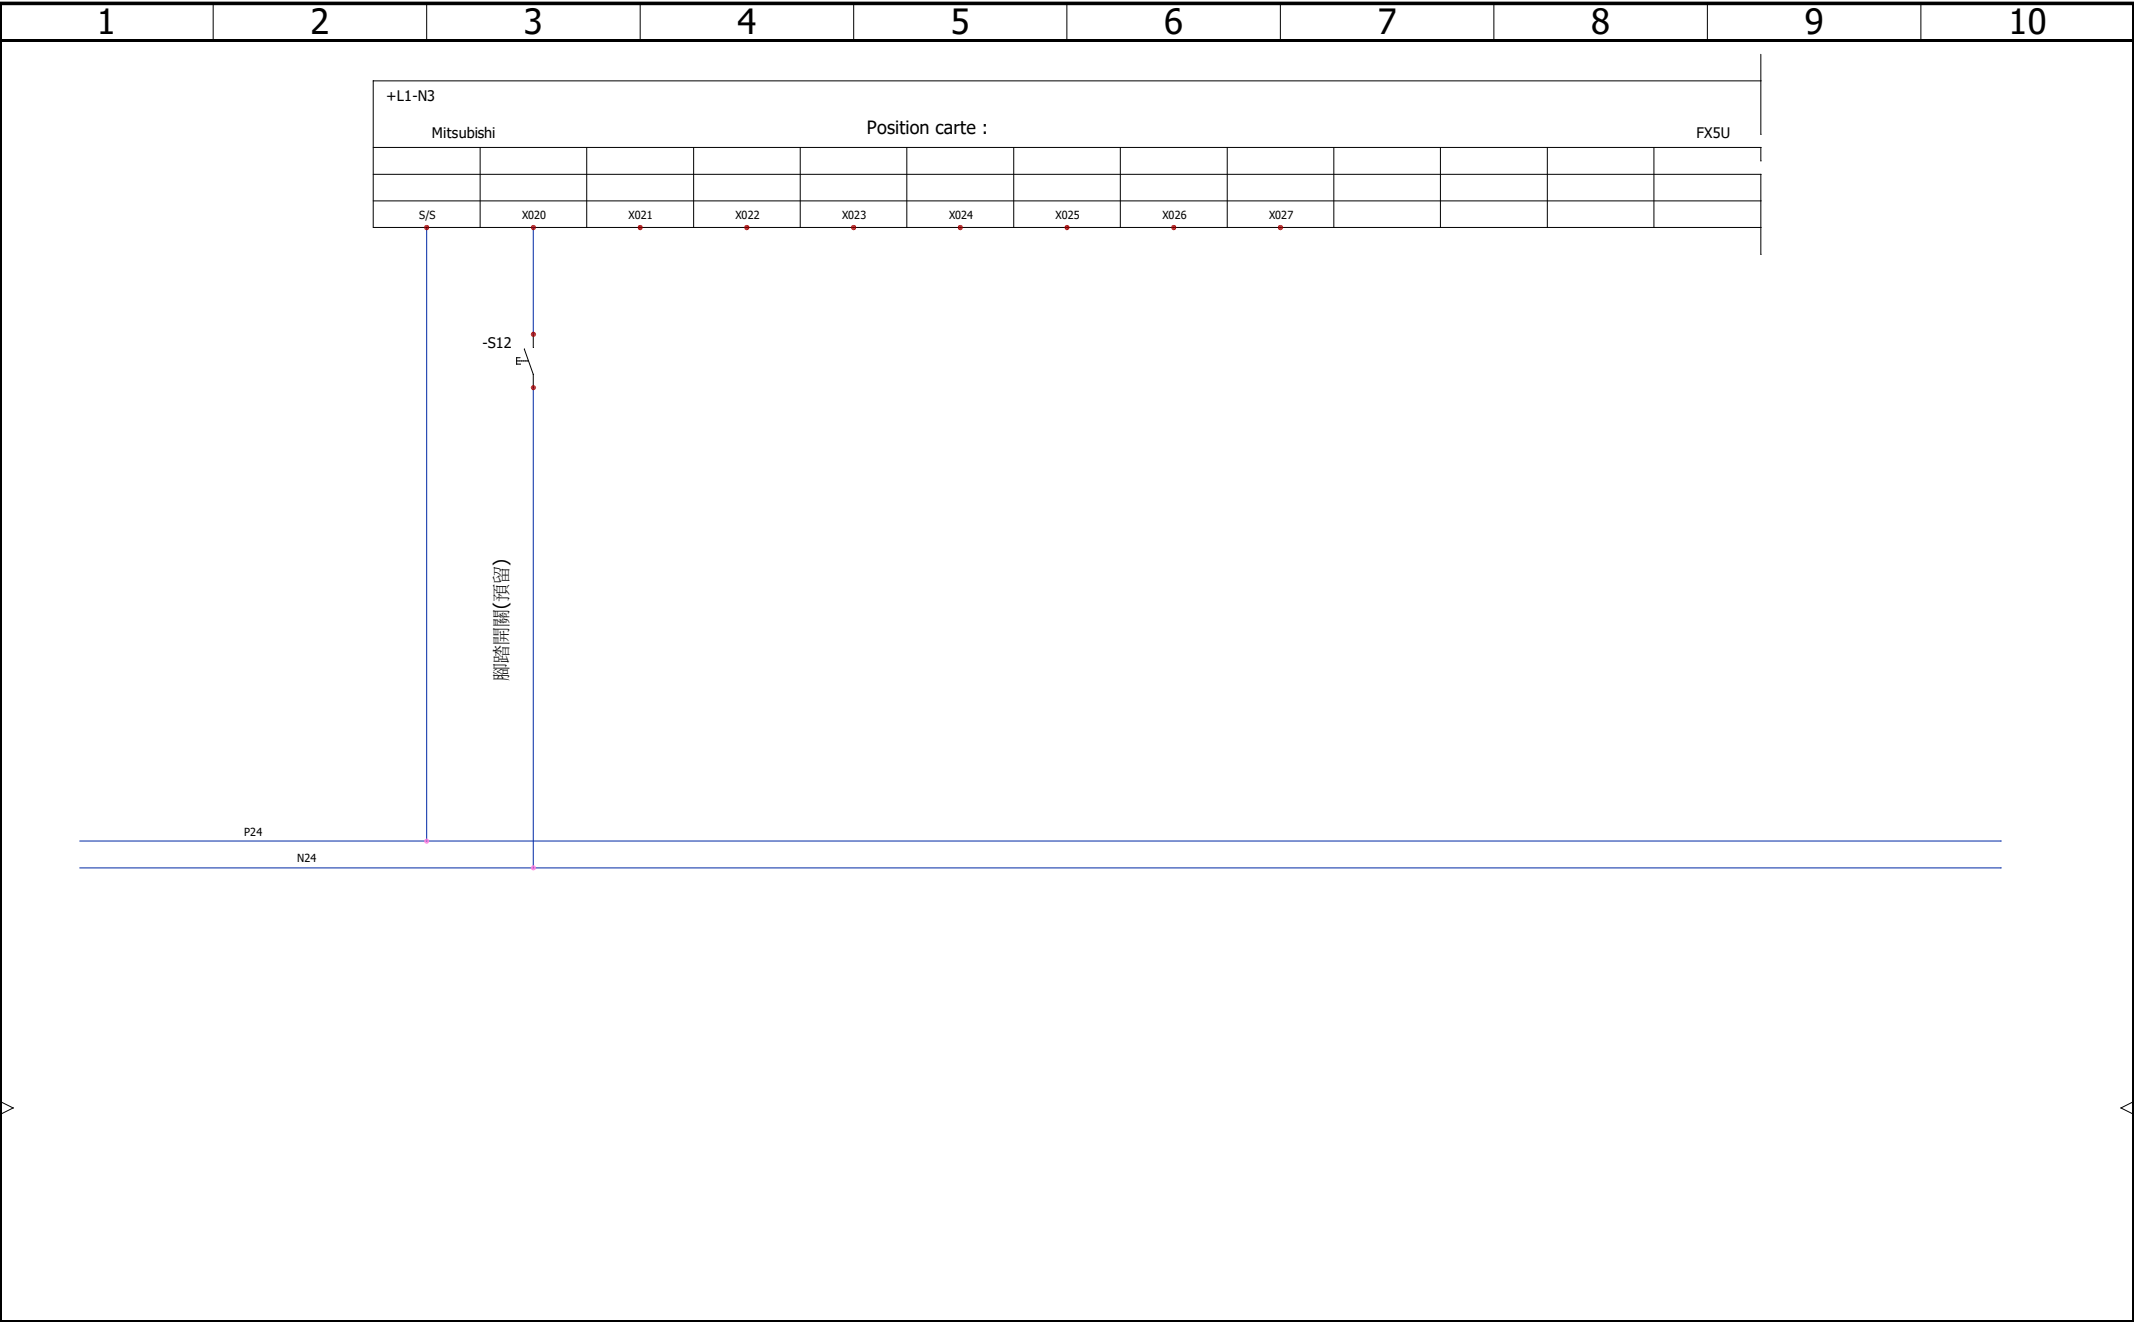 1 2 3 4 5 6 7 8 9 10
+L1-N3
Mitsubishi Position carte : FX5U
S/S X020 X021 X022 X023 X024 X025 X026 X027
-S12
腳踏開關(預留)
P24
N24